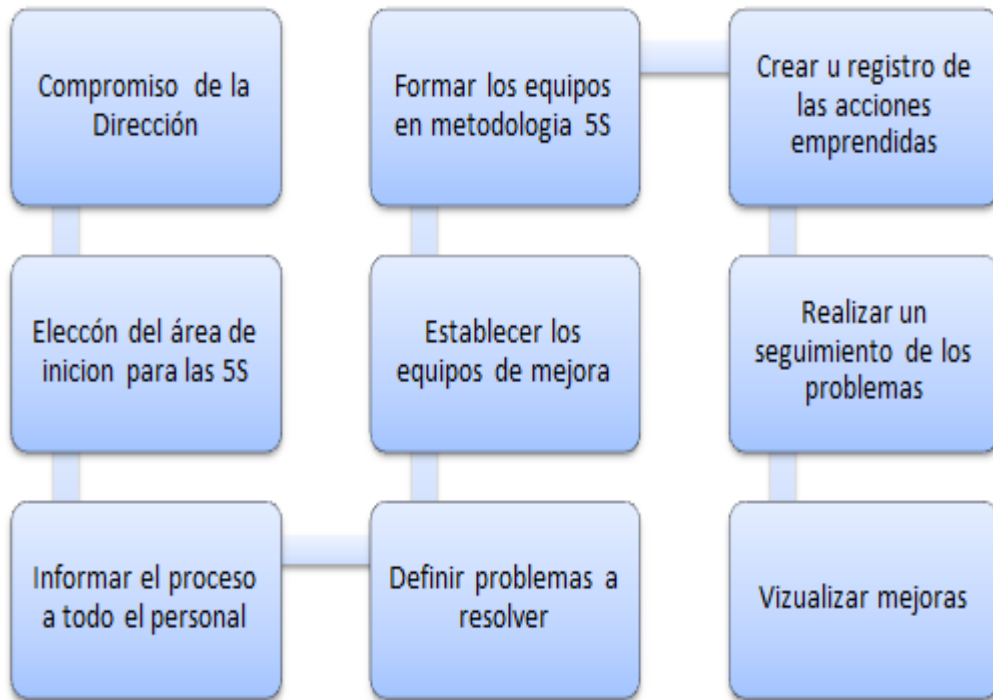 Compromiso de la
Dirección
Eleccón del área de
inicion para las 5S
Informar el proceso
a todo el personal
Definir problemas a
resolver
Establecer los
equipos de mejora
Formar los equipos
en metodologia 5S
Crear u registro de
las acciones
emprendidas
Realizar un
seguimiento de los
problemas
Vizualizar mejoras